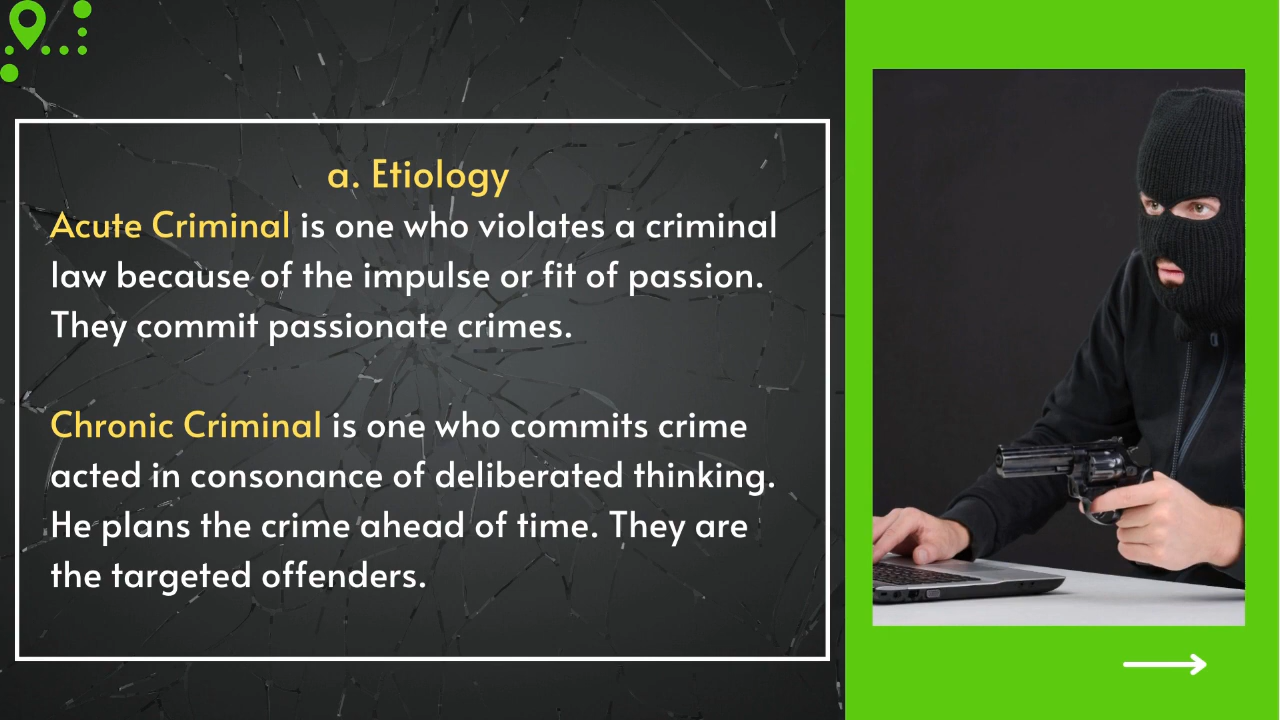 a. Etiology
Acute Criminal is one who violates a criminal
law because of the impulse or fit of passion.
They commit passionate crimes.
Chronic Criminal is one who commits crime
acted in consonance of deliberated thinking.
He plans the crime ahead of time. They are
the targeted offenders.